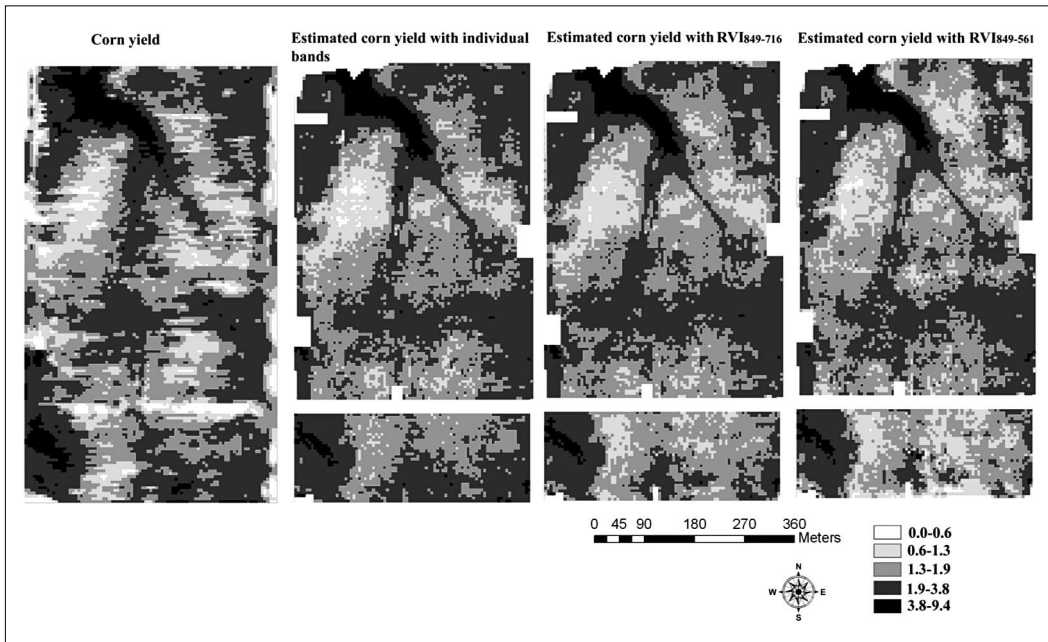 Corn yield
Estimated corn yield with individual
bands
Estimated corn yield with RVI849-716
Estimated corn yield with RVI849-561
0 45 90 180 270 360
Meters
N
W E
S
0.0-0.6
0.6-1.3
1.3-1.9
1.9-3.8
3.8-9.4